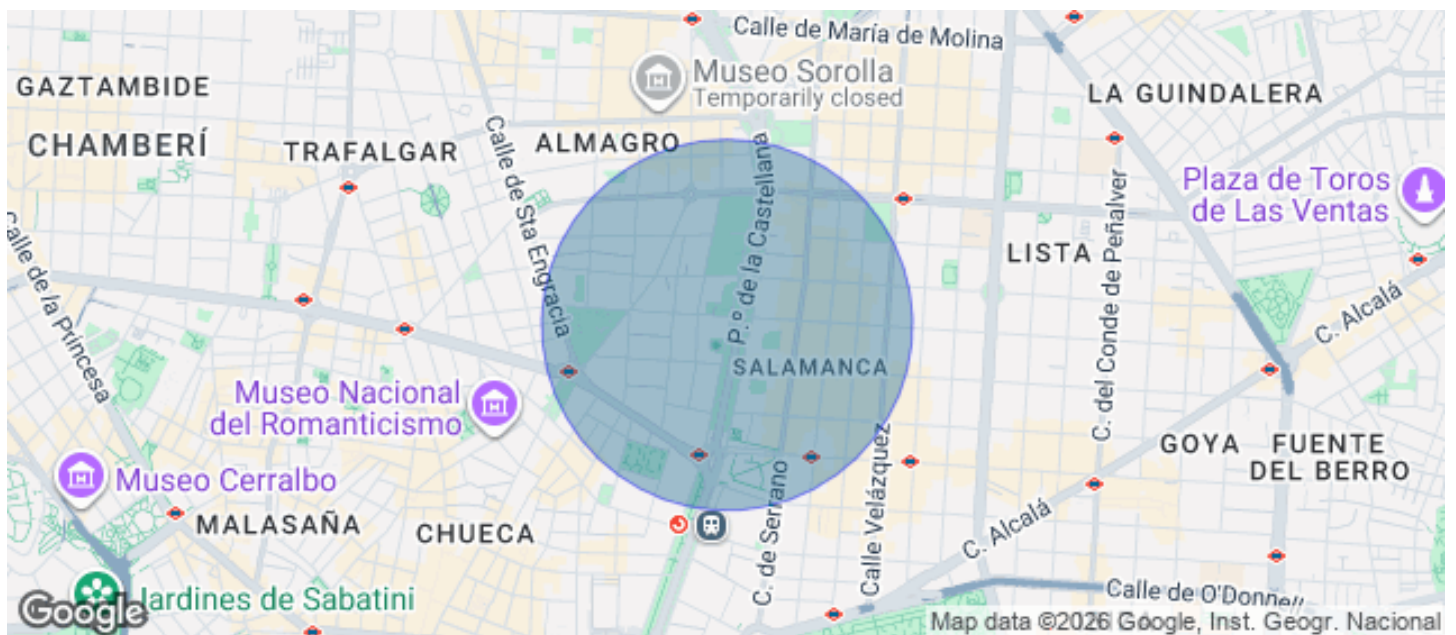 Calle de María de Molina
Museo Sorolla
Temporarily closed
GAZTAMBIDE
LA GUINDALERA
CHAMBERÍ
TRAFALGAR
ALMAGRO
Calle de Sta Engracia
P.º de la Castellana
Plaza de Toros
de Las Ventas
C. del Conde de Peñalver
LISTA
Calle de la Princesa
C. Alcalá
SALAMANCA
Museo Nacional
del Romanticismo
Calle Velázquez
GOYA
FUENTE
DEL BERRO
Museo Cerralbo
C. de Serrano
MALASAÑA
CHUECA
C. Alcalá
Jardines de Sabatini
Calle de O'Donnell
Google
Map data ©2026 Google, Inst. Geogr. Nacional